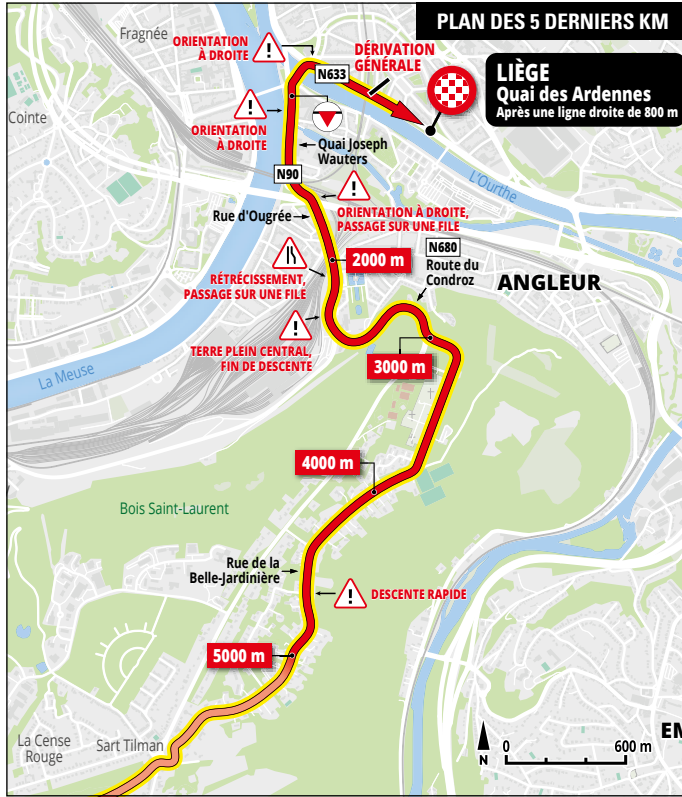 PLAN DES 5 DERNIERS KM
Fragnée
ORIENTATION
À DROITE
DÉRIVATION
GÉNÉRALE
N633
LIÈGE
Quai des Ardennes
Après une ligne droite de 800 m
Cointe
ORIENTATION
À DROITE
Quai Joseph
Wauters
N90
L'Ourthe
ORIENTATION À DROITE,
PASSAGE SUR UNE FILE
Rue d'Ougrée
N680
Route du
Condroz
2000 m
ANGLEUR
RÉTRÉCISSEMENT,
PASSAGE SUR UNE FILE
TERRE PLEIN CENTRAL,
FIN DE DESCENTE
La Meuse
3000 m
4000 m
Bois Saint-Laurent
Rue de la
Belle-Jardinière
DESCENTE RAPIDE
5000 m
La Cense
Rouge
Sart Tilman
EM
N
0
600 m